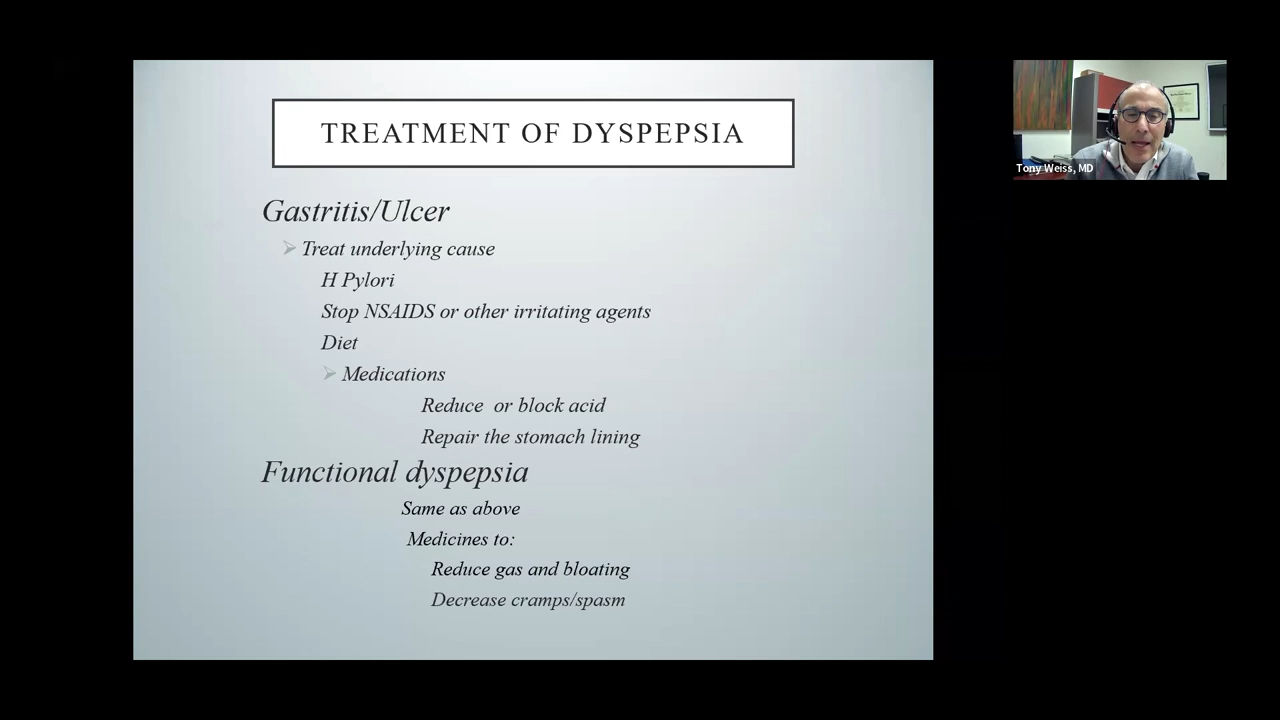 TREATMENT OF DYSPEPSIA
Gastritis/Ulcer
Treat underlying cause
H Pylori
Stop NSAIDS or other irritating agents
Diet
Medications
Reduce or block acid
Repair the stomach lining
Functional dyspepsia
Same as above
Medicines to:
Reduce gas and bloating
Decrease cramps/spasm
Tony Weiss, MD